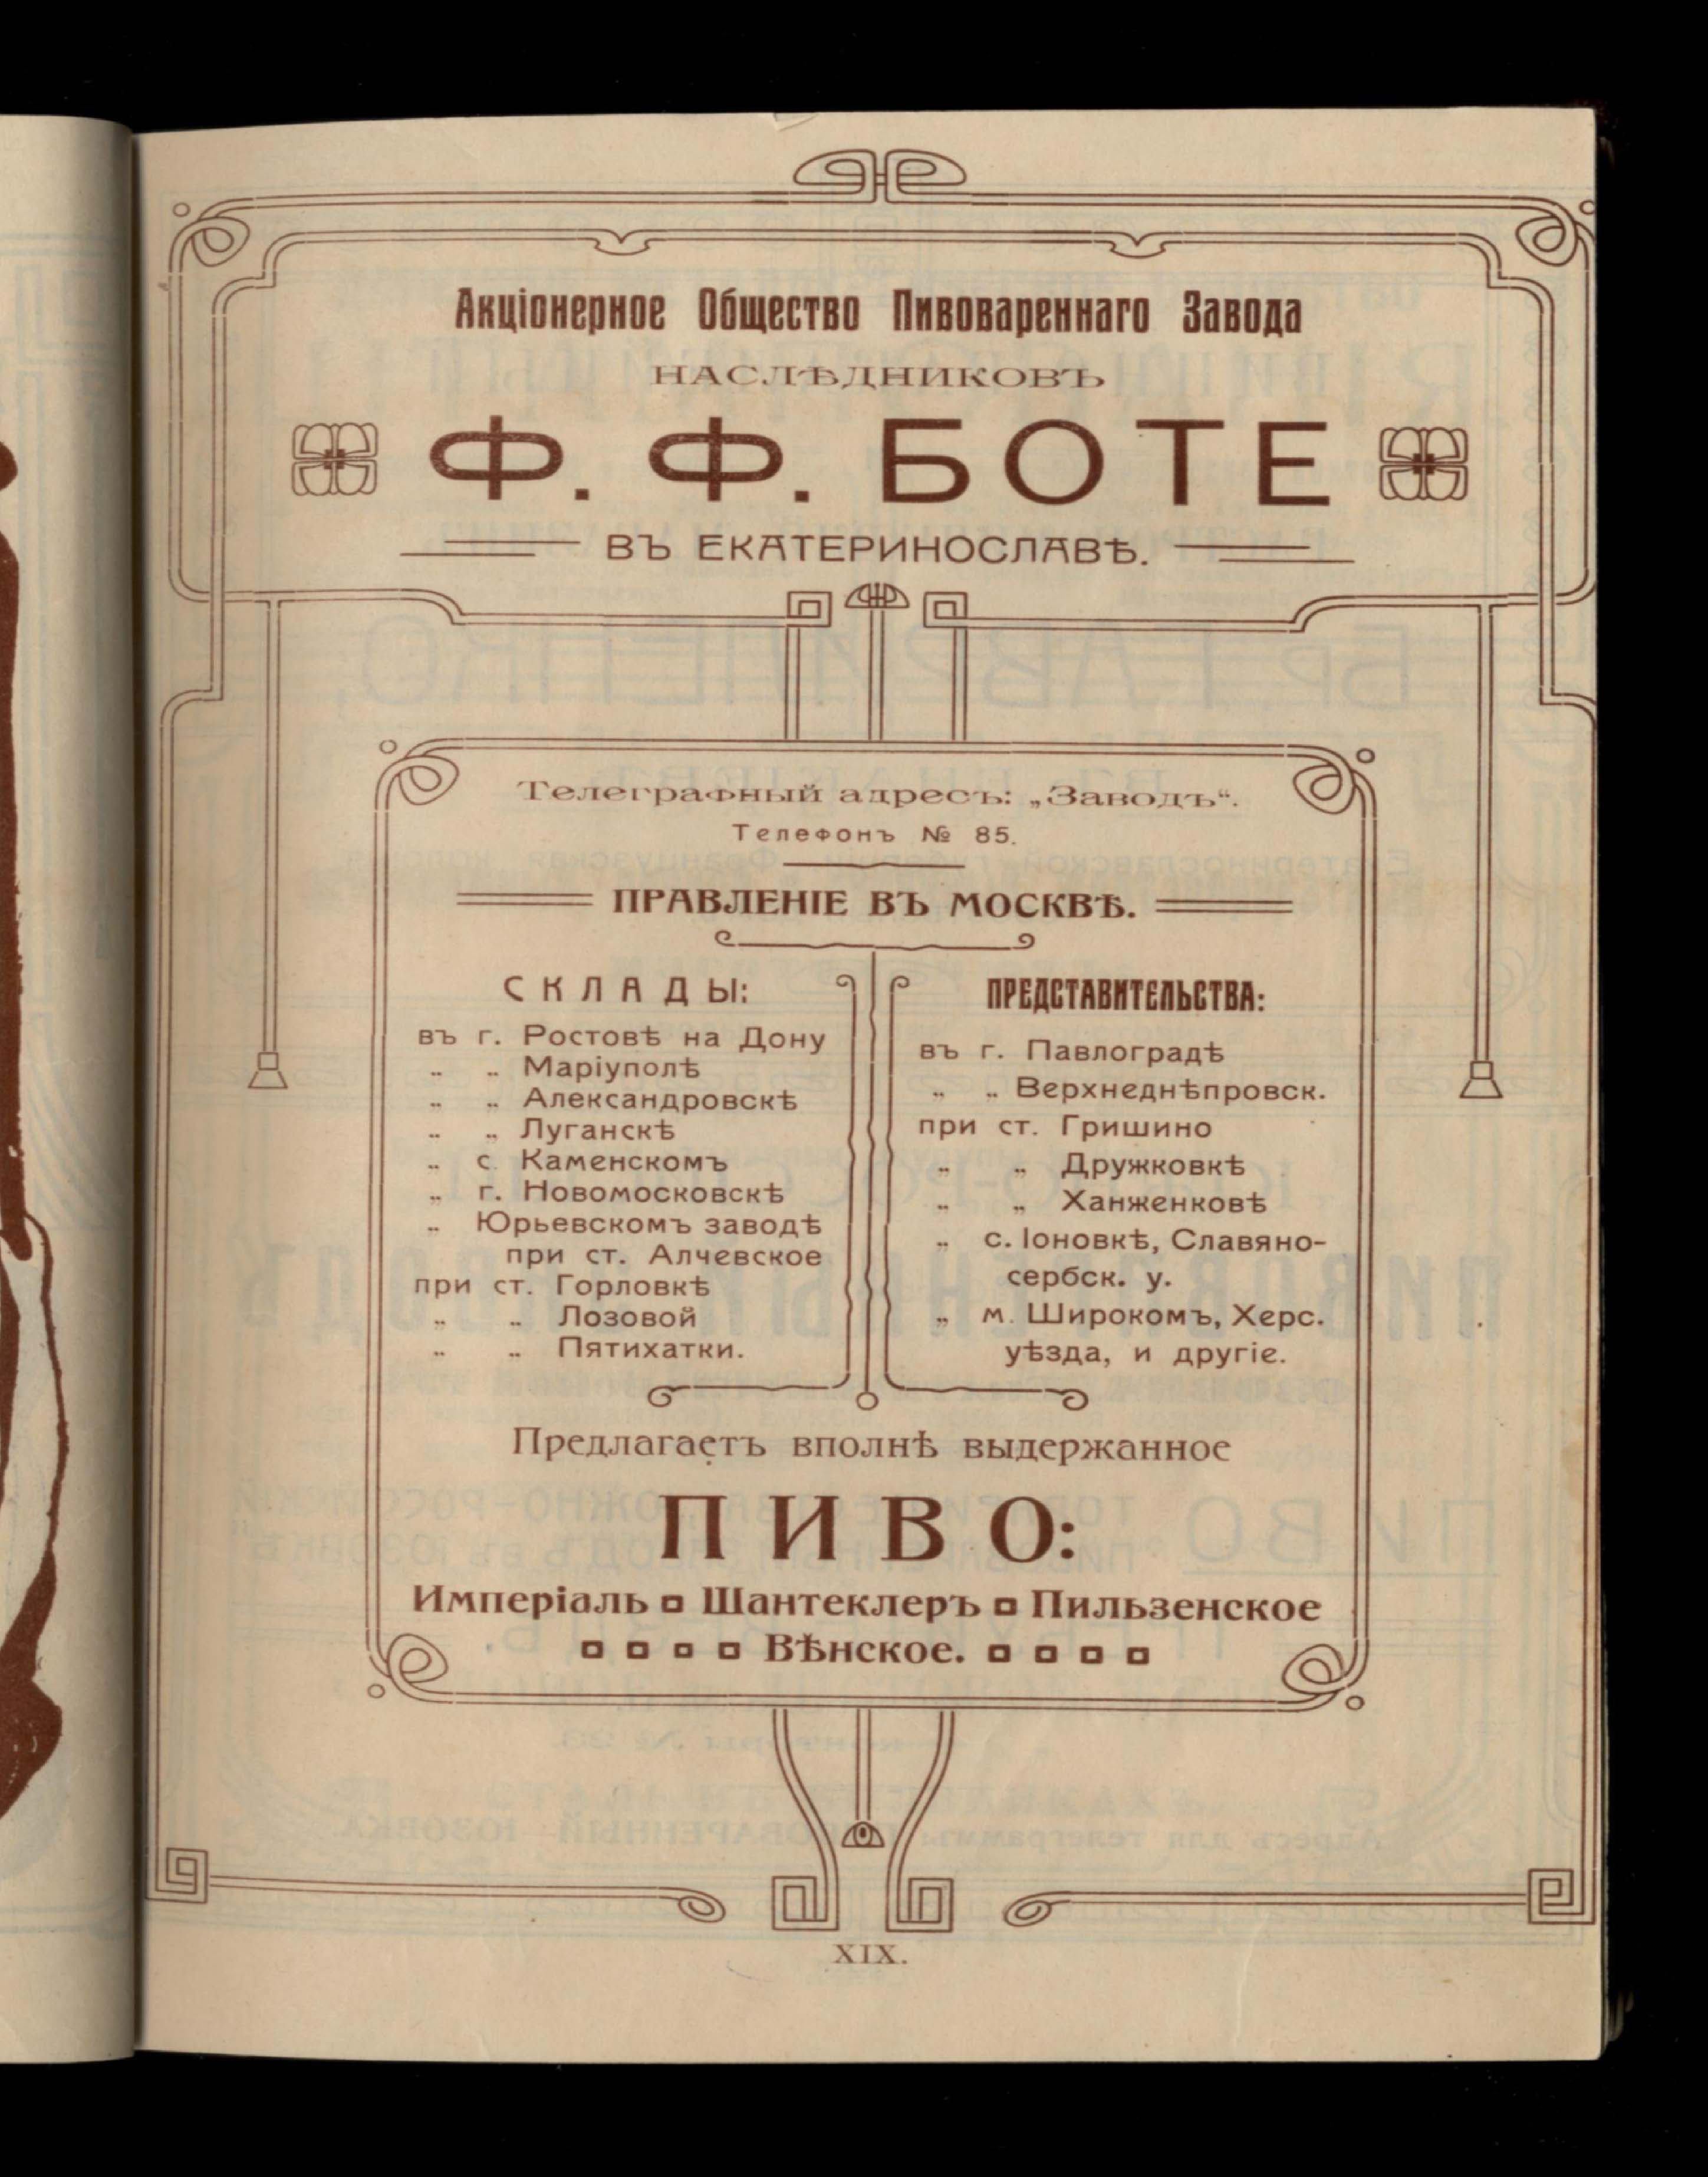 Акціонерное Общество Пивовареннаго Завода
НАСЛѢДНИКОВЪ
Ф. Ф. БОТЕ
ВЪ ЕКАТЕРИНОСЛАВѢ.
Телеграфный адресъ: „Заводъ“.
Телефонъ № 85.
ПРАВЛЕНІЕ ВЪ МОСКВѢ.
СКЛАДЫ:
въ г. Ростовѣ на Дону
„ „ Маріуполѣ
„ „ Александровскѣ
„ „ Луганскѣ
„ с. Каменскомъ
„ г. Новомосковскѣ
„ Юрьевскомъ заводѣ
при ст. Алчевское
при ст. Горловкѣ
„ „ Лозовой
„ „ Пятихатки.
ПРЕДСТАВИТЕЛЬСТВА:
въ г. Павлоградѣ
„ „ Верхнеднѣпровск.
при ст. Гришино
„ „ Дружковкѣ
„ „ Ханженковѣ
„ с. Іоновкѣ, Славяно-
сербск. у.
„ м. Широкомъ, Херс.
уѣзда, и другіе.
Предлагаетъ вполнѣ выдержанное
ПИВО:
Имперіаль Шантеклеръ Пильзенское
Вѣнское.
XIX.